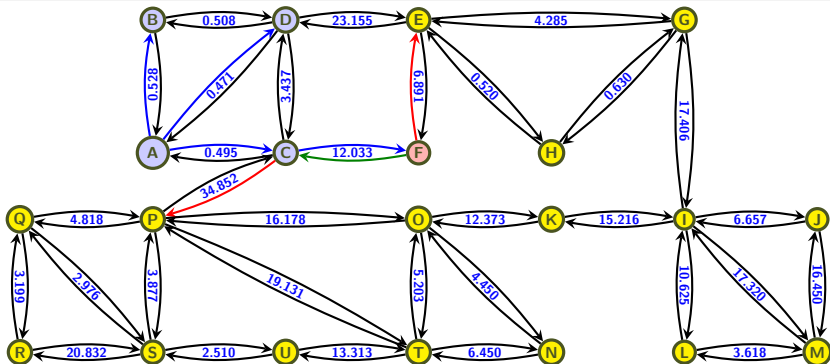 B 0.508 D 23.155 E 4.285 G
0.528 0.471 3.437 6.891 0.520 0.630 17.406
A 0.495 C 12.033 F H
34.852
Q 4.818 P 16.178 O 12.373 K 15.216 I 6.657 J
3.199 2.976 3.877 19.131 5.203 4.450 10.625 17.320 16.450
R 20.832 S 2.510 U 13.313 T 6.450 N L 3.618 M